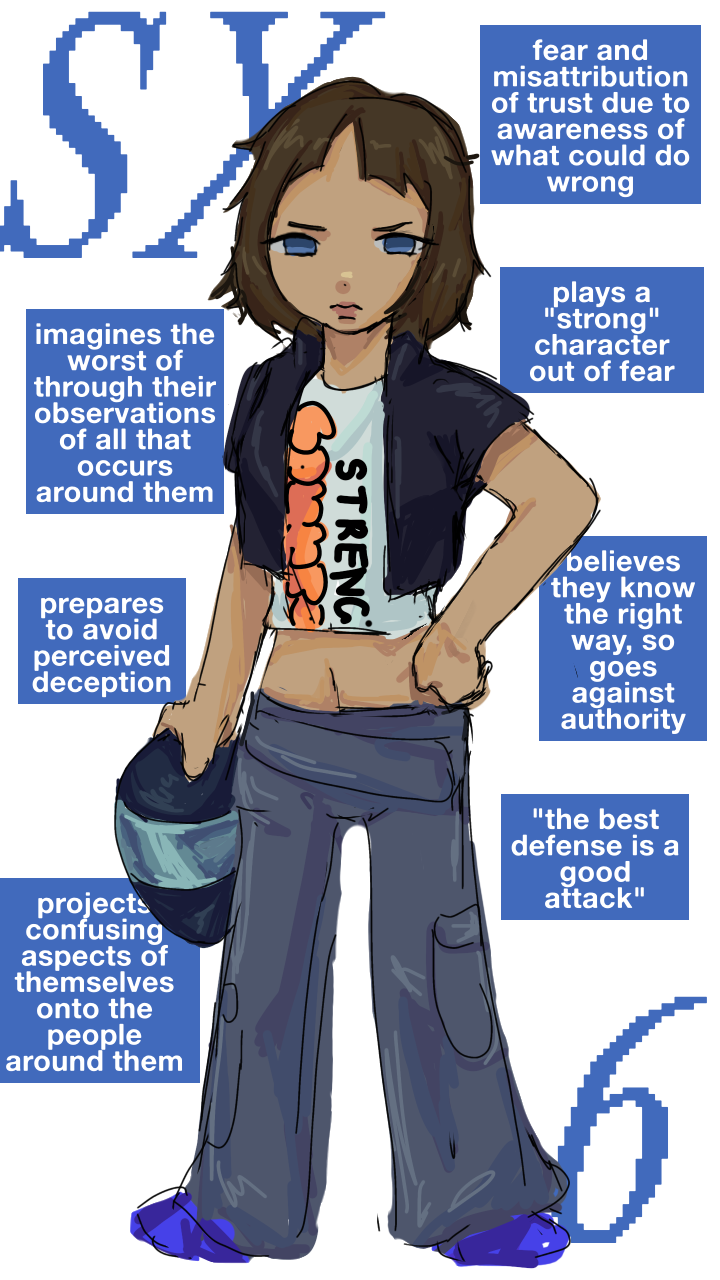 SX
fear and
misattribution
of trust due to
awareness of
what could do
wrong
plays a
"strong"
character
out of fear
imagines the
worst of
through their
observations
of all that
occurs
around them
STRENG
believes
they know
the right
way, so
goes
against
authority
prepares
to avoid
perceived
deception
"the best
defense is a
good
attack"
projects
confusing
aspects of
themselves
onto the
people
around them
6